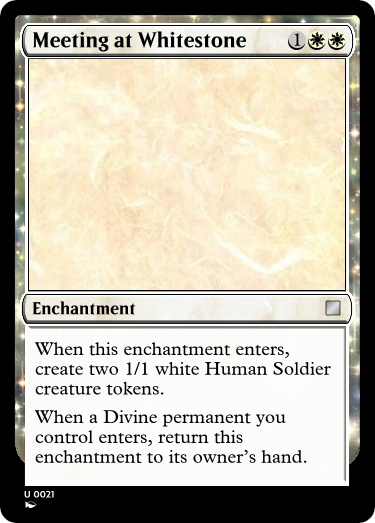 Meeting at Whitestone 1
Enchantment
When this enchantment enters,
create two 1/1 white Human Soldier
creature tokens.
When a Divine permanent you
control enters, return this
enchantment to its owner's hand.
U 0021